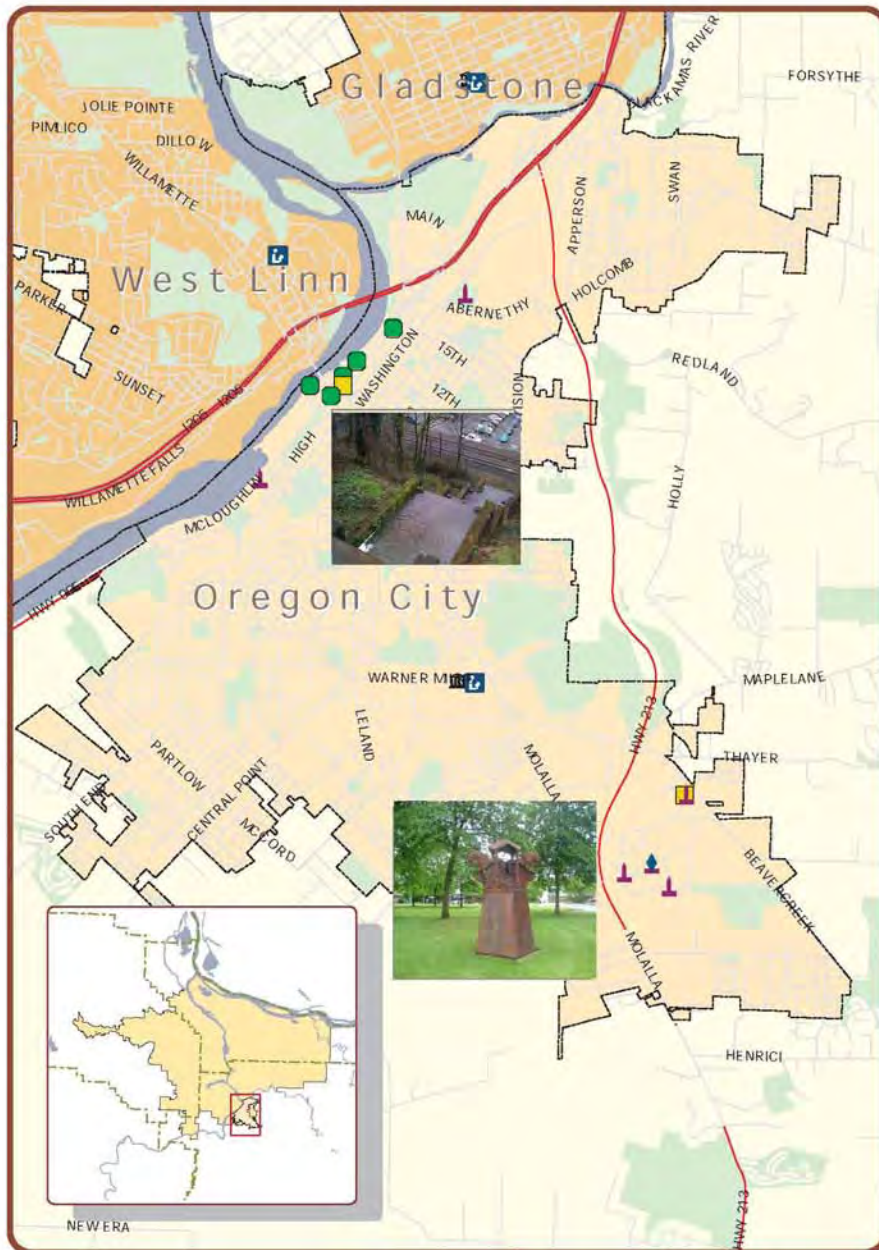 Gladstone
CLACKAMAS RIVER
FORSYTHE
JOLIE POINTE
PIMLICO
DILLOW
WILLAMETTE
SWAN
APPERSON
MAIN
West Linn
HOLCOMB
PARKER
ABERNETHY
WASHINGTON
15TH
REDLAND
SUNSET
12TH
I205 I205
HIGH
WILLAMETTE FALLS
HOLLY
MCLOUGHLIN
Oregon City
WARNER
MAPLELANE
LELAND
HWY 213
PARTLOW
MOLALLA
THAYER
SOUTH END
CENTRAL POINT
MCCORD
BEAVERCREEK
MOLALLA
HENRICI
HWY 213
NEW ERA